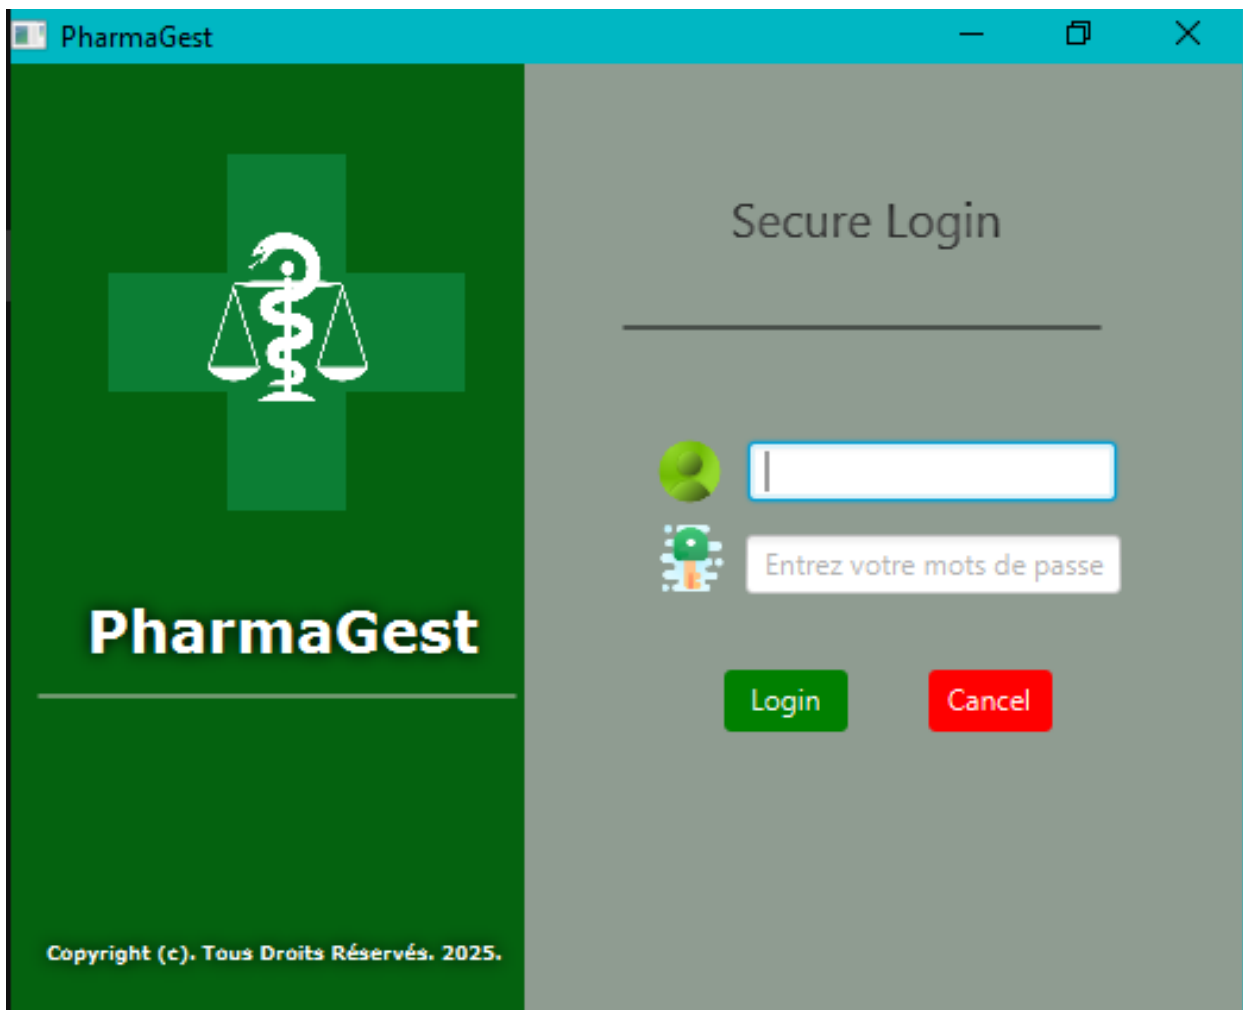 PharmaGest
Secure Login
Entrez votre mots de passe
PharmaGest
Login
Cancel
Copyright (c). Tous Droits Réservés. 2025.